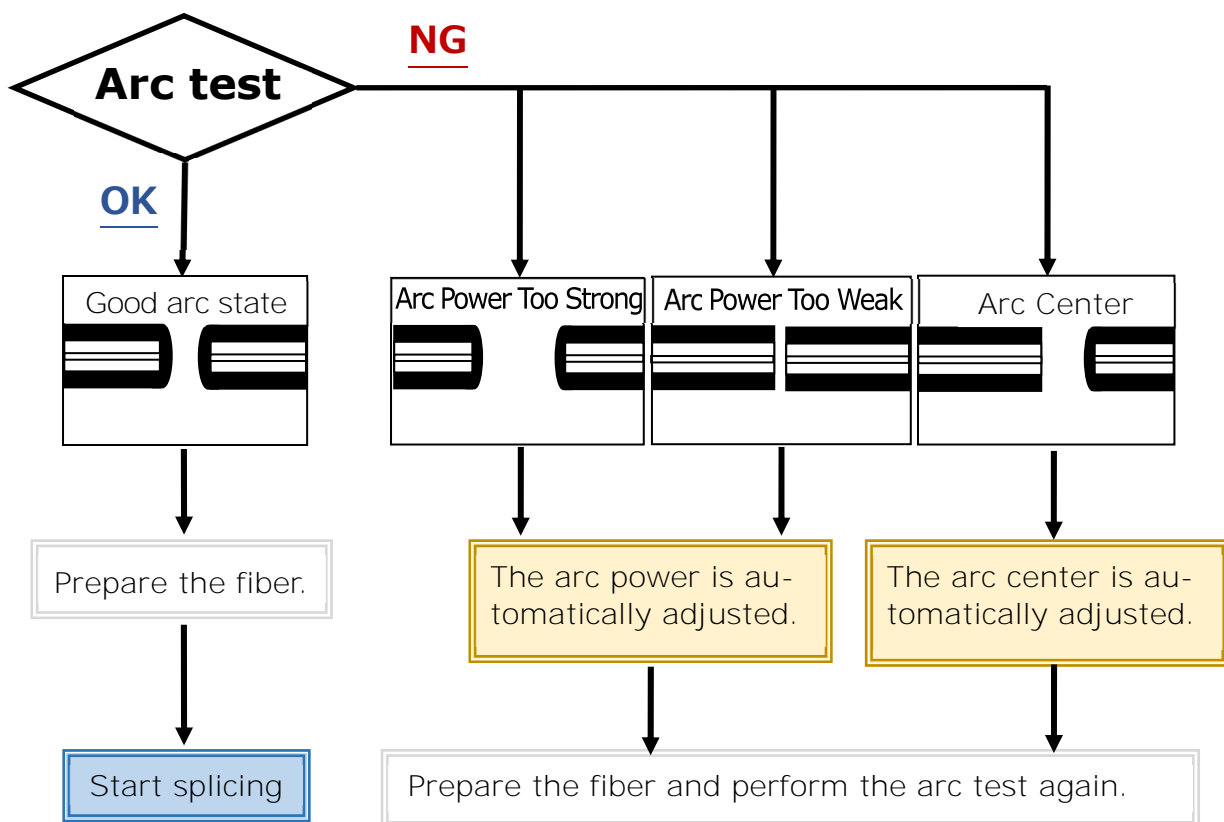 NG
Arc test
OK
Good arc state
Arc Power Too Strong
Arc Power Too Weak
Arc Center
Prepare the fiber.
The arc power is au-
tomatically adjusted.
The arc center is au-
tomatically adjusted.
Start splicing
Prepare the fiber and perform the arc test again.